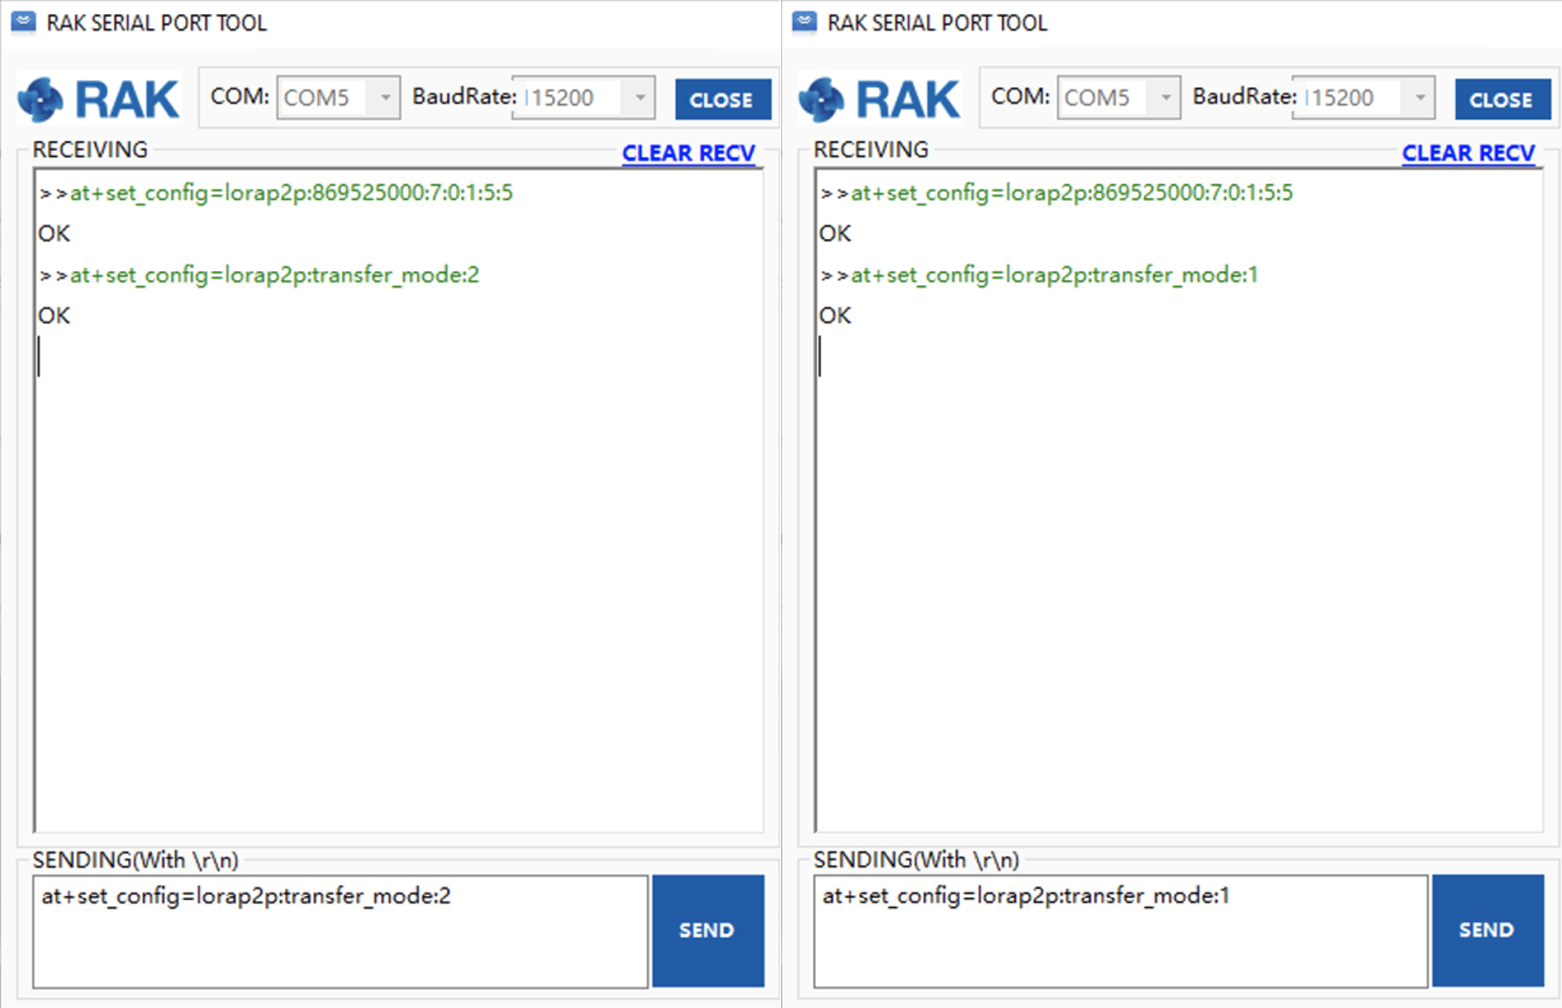 RAK SERIAL PORT TOOL
RAK
COM: COM5 BaudRate: 115200 CLOSE
RECEIVING CLEAR RECV
>>at+set_config=lorap2p:869525000:7:0:1:5:5
OK
>>at+set_config=lorap2p:transfer_mode:2
OK
SENDING(With \r\n)
at+set_config=lorap2p:transfer_mode:2
SEND
RAK SERIAL PORT TOOL
RAK
COM: COM5 BaudRate: 115200 CLOSE
RECEIVING CLEAR RECV
>>at+set_config=lorap2p:869525000:7:0:1:5:5
OK
>>at+set_config=lorap2p:transfer_mode:1
OK
SENDING(With \r\n)
at+set_config=lorap2p:transfer_mode:1
SEND